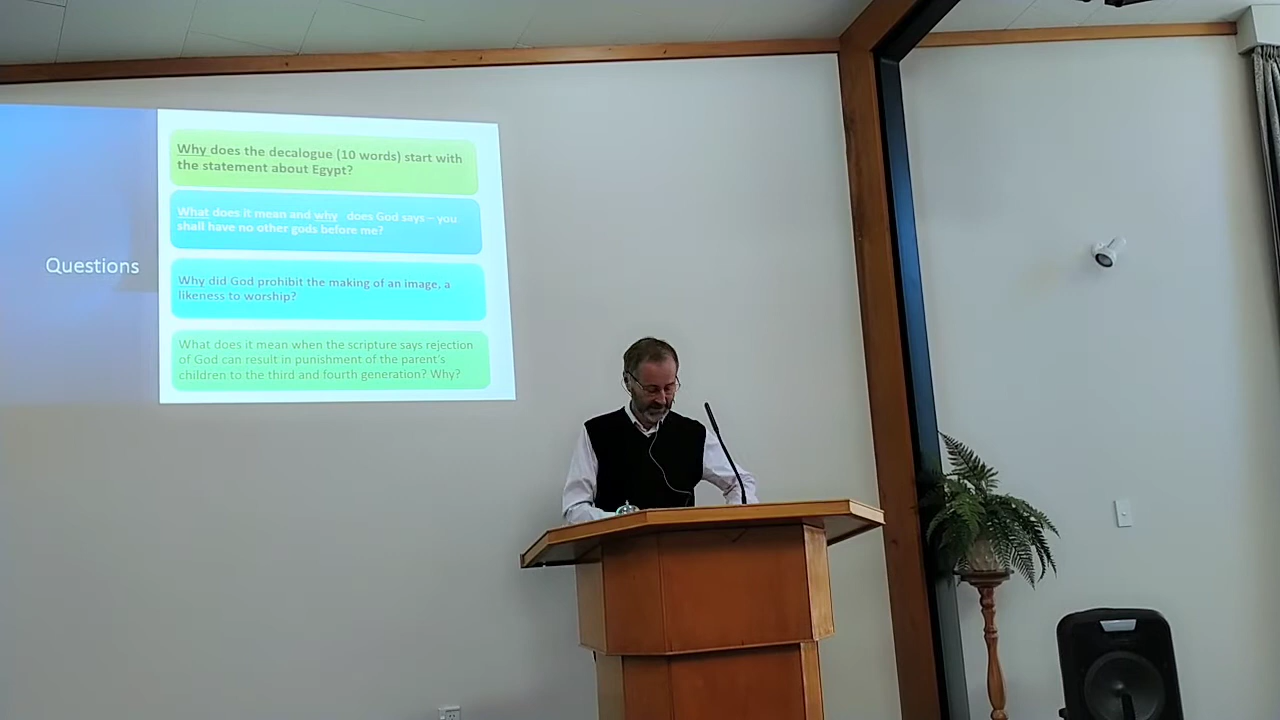 Questions
Why does the decalogue (10 words) start with
the statement about Egypt?
What does it mean and why does God says – you
shall have no other gods before me?
Why did God prohibit the making of an image, a
likeness to worship?
What does it mean when the scripture says rejection
of God can result in punishment of the parent's
children to the third and fourth generation? Why?